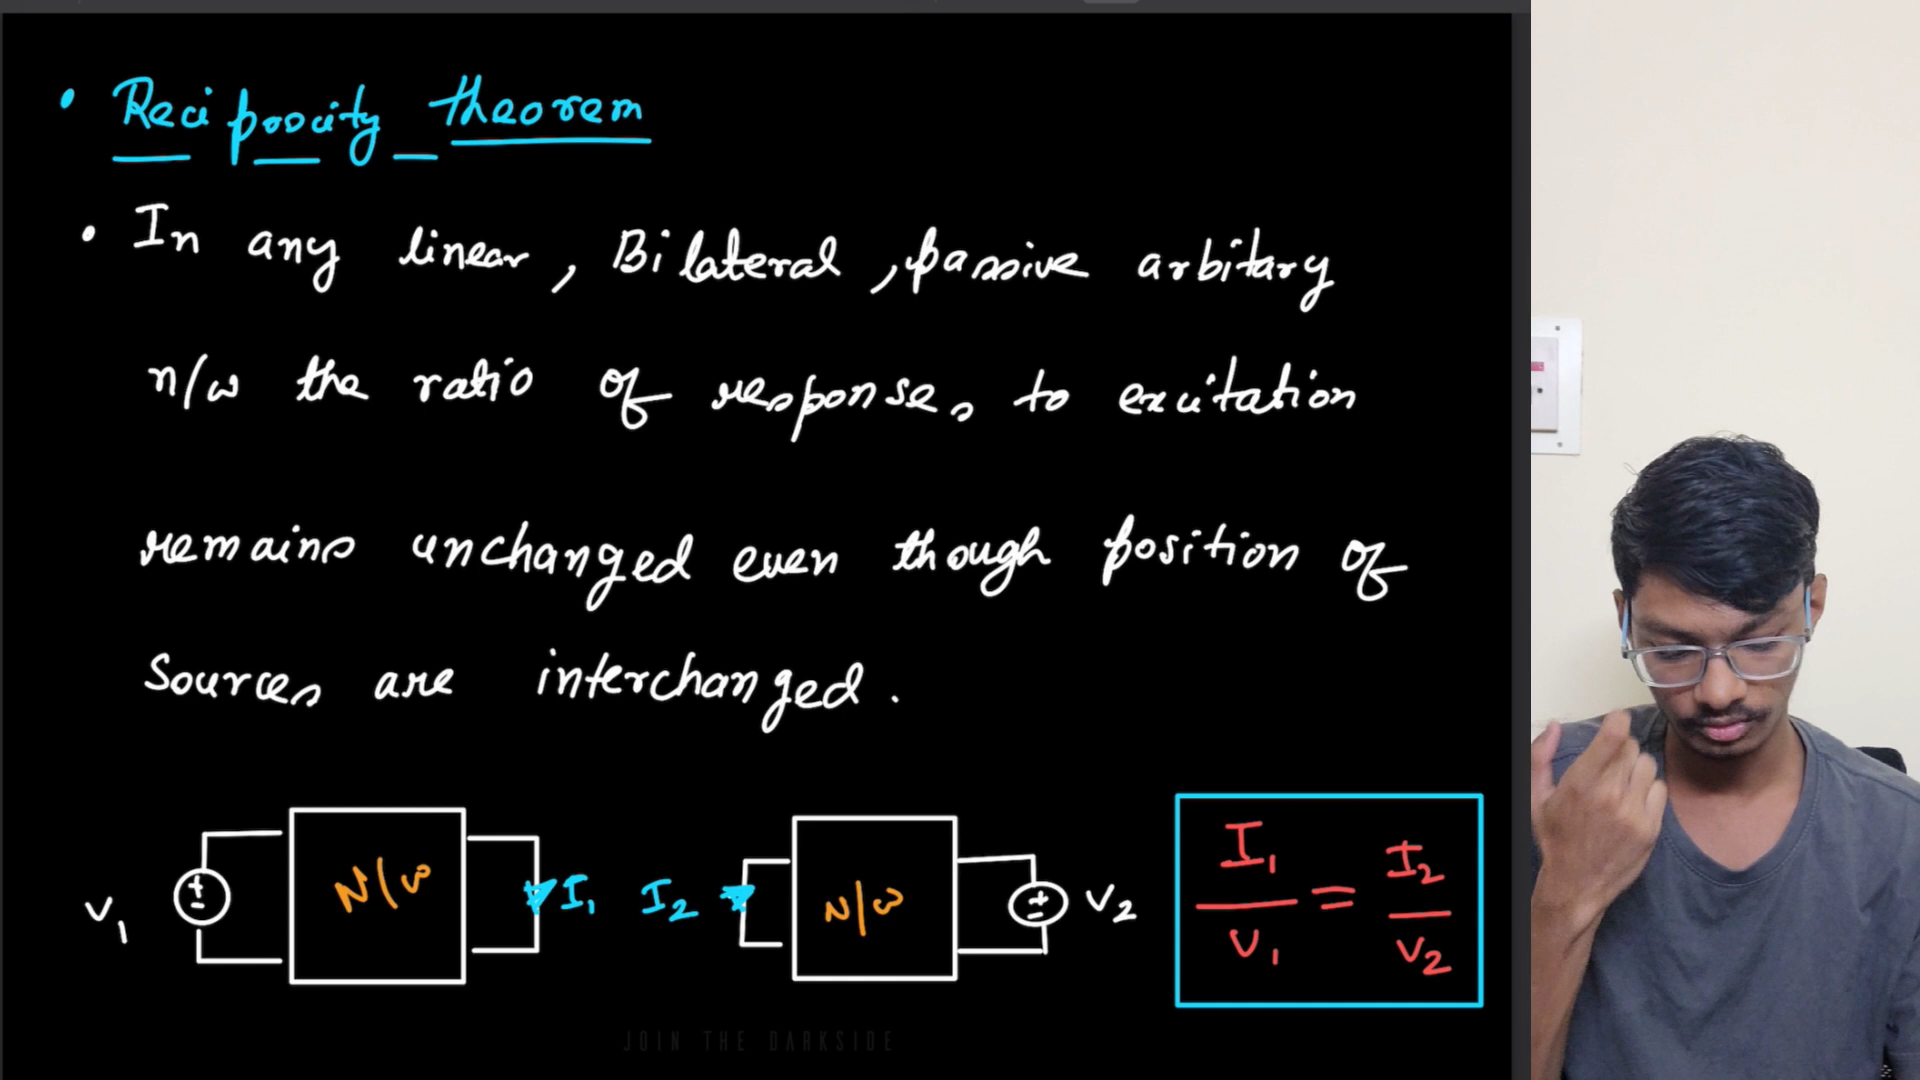 • Reciprocity theorem
• In any linear, Bilateral, passive arbitary
n/w the ratio of response, to excitation
remains unchanged even though position of
Sources are interchanged.
V1 N/w I1 I2 N/w V2 I1/V1 = I2/V2
JOIN THE DARKSIDE